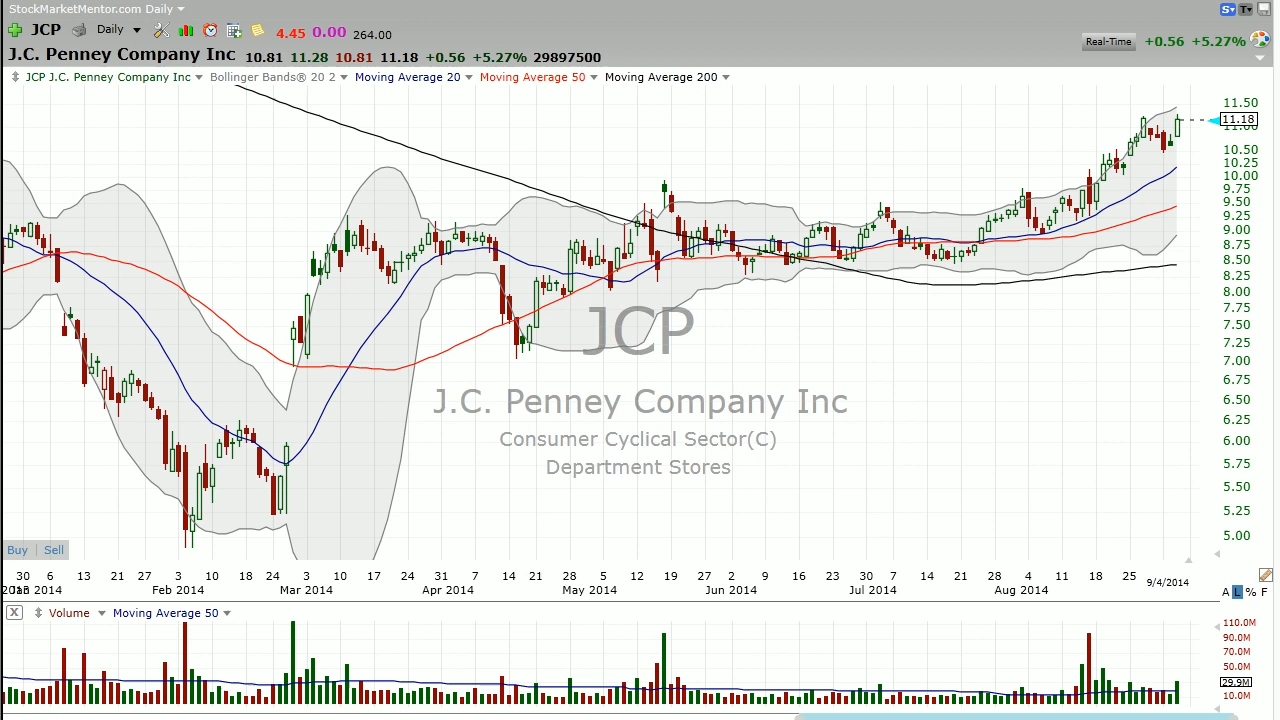 StockMarketMentor.com Daily
JCP Daily 4.45 0.00 264.00
S T
J.C. Penney Company Inc 10.81 11.28 10.81 11.18 +0.56 +5.27% 29897500
Real-Time +0.56 +5.27%
JCP J.C. Penney Company Inc Bollinger Bands® 20 2 Moving Average 20 Moving Average 50 Moving Average 200
11.50
11.18
11.00
10.50
10.25
10.00
9.75
9.50
9.25
9.00
8.75
8.50
8.25
8.00
7.75
7.50
7.25
7.00
6.75
6.50
6.25
6.00
5.75
5.50
5.25
5.00
JCP
J.C. Penney Company Inc
Consumer Cyclical Sector(C)
Department Stores
Buy Sell
30 6 13 21 27 3 10 18 24 3 10 17 24 31 7 14 21 28 5 12 19 27 2 9 16 23 30 7 14 21 28 4 11 18 25 9/4/2014
2013 Jan 2014 Feb 2014 Mar 2014 Apr 2014 May 2014 Jun 2014 Jul 2014 Aug 2014
A L % F
X Volume Moving Average 50
110.0M
90.0M
70.0M
50.0M
29.9M
10.0M